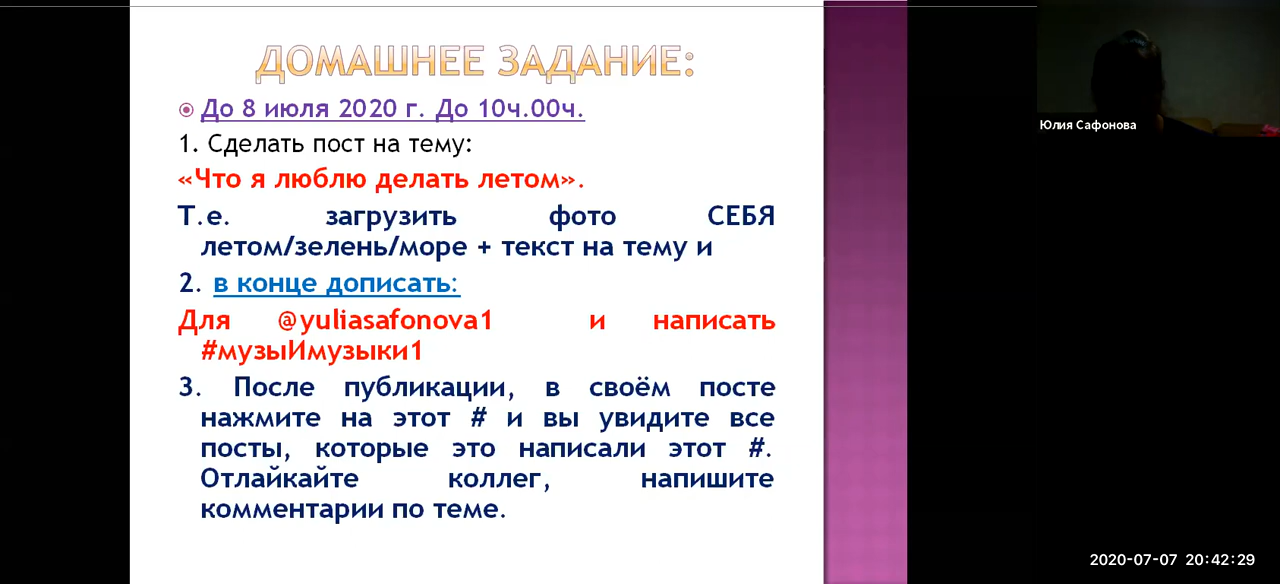 ДОМАШНЕЕ ЗАДАНИЕ:
До 8 июля 2020 г. До 10ч.00ч.
1. Сделать пост на тему:
«Что я люблю делать летом».
Т.е. загрузить фото СЕБЯ
летом/зелень/море + текст на тему и
2. в конце дописать:
Для @yuliasafonova1 и написать
#музыИмузыки1
3. После публикации, в своём посте
нажмите на этот # и вы увидите все
посты, которые это написали этот #.
Отлайкайте коллег, напишите
комментарии по теме.
Юлия Сафонова
2020-07-07 20:42:29